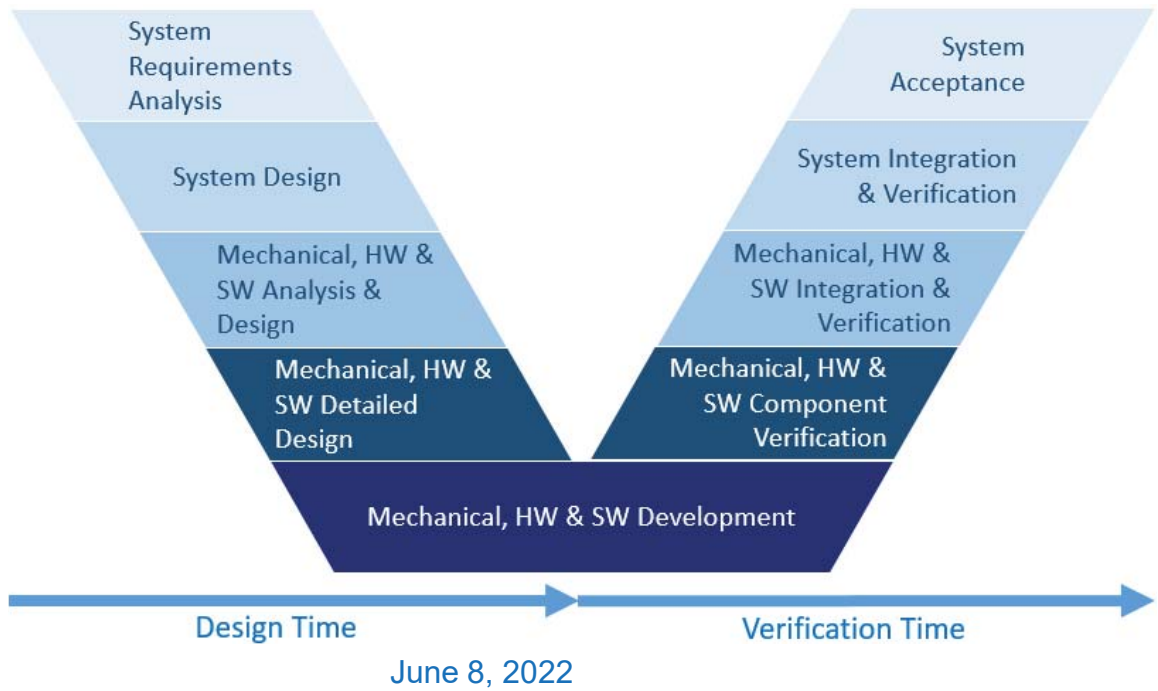 System
Requirements
Analysis
System Design
Mechanical, HW &
SW Analysis &
Design
Mechanical, HW &
SW Detailed
Design
Mechanical, HW & SW Development
System
Acceptance
System Integration
& Verification
Mechanical, HW &
SW Integration &
Verification
Mechanical, HW &
SW Component
Verification
Design Time
Verification Time
June 8, 2022